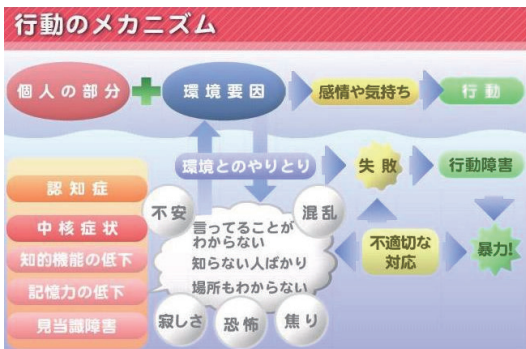 行動のメカニズム
個人の部分
環境要因
感情や気持ち
行動
環境とのやりとり
失敗
行動障害
認知症
中核症状
知的機能の低下
記憶力の低下
見当識障害
不安
混乱
言ってることが
わからない
知らない人ばかり
場所もわからない
寂しさ
恐怖
焦り
不適切な
対応
暴力!